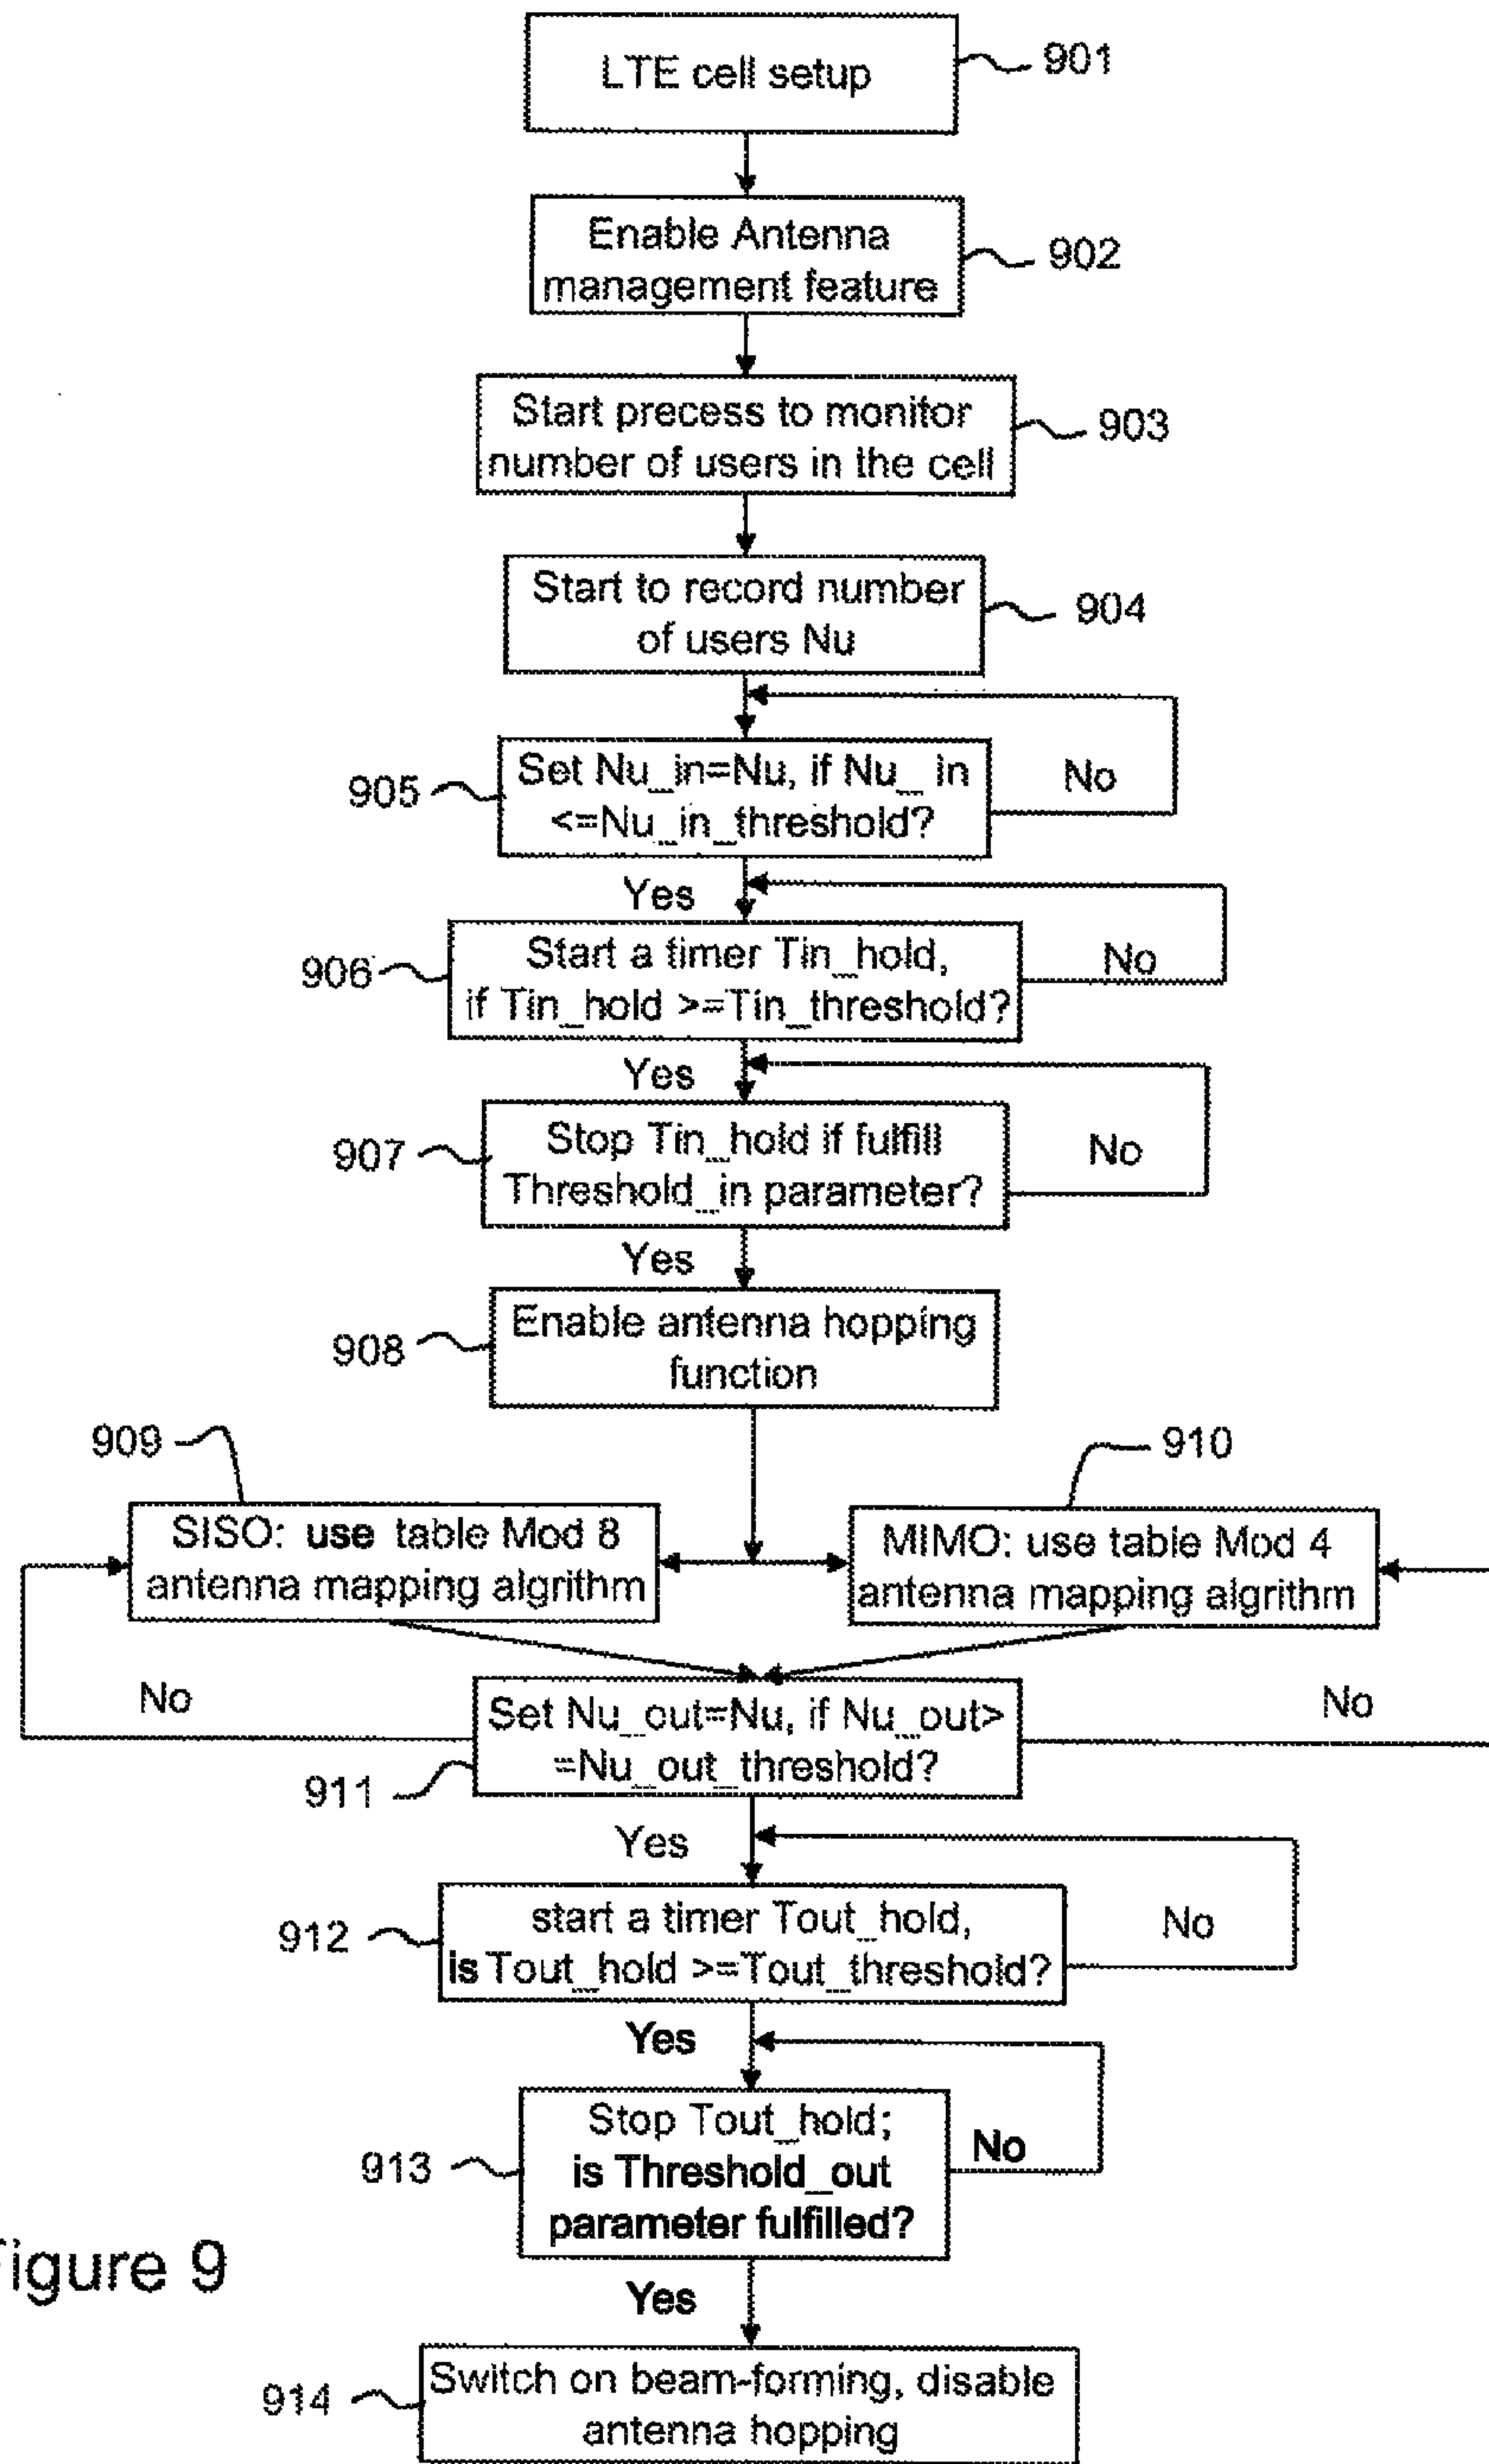 LTE cell setup
901
Enable Antenna
management feature
902
Start precess to monitor
number of users in the cell
903
Start to record number
of users Nu
904
905
Set Nu_in=Nu, if Nu_ in
<=Nu_in_threshold?
No
Yes
906
Start a timer Tin_hold,
if Tin_hold >=Tin_threshold?
No
Yes
907
Stop Tin_hold if fulfill
Threshold_in parameter?
No
Yes
908
Enable antenna hopping
function
909
910
SISO: use table Mod 8
antenna mapping algrithm
MIMO: use table Mod 4
antenna mapping algrithm
No
Set Nu_out=Nu, if Nu_out>
=Nu_out_threshold?
No
911
Yes
912
start a timer Tout_hold,
is Tout_hold >=Tout_threshold?
No
Yes
913
Stop Tout_hold;
is Threshold_out
parameter fulfilled?
No
Yes
igure 9
914
Switch on beam-forming, disable
antenna hopping